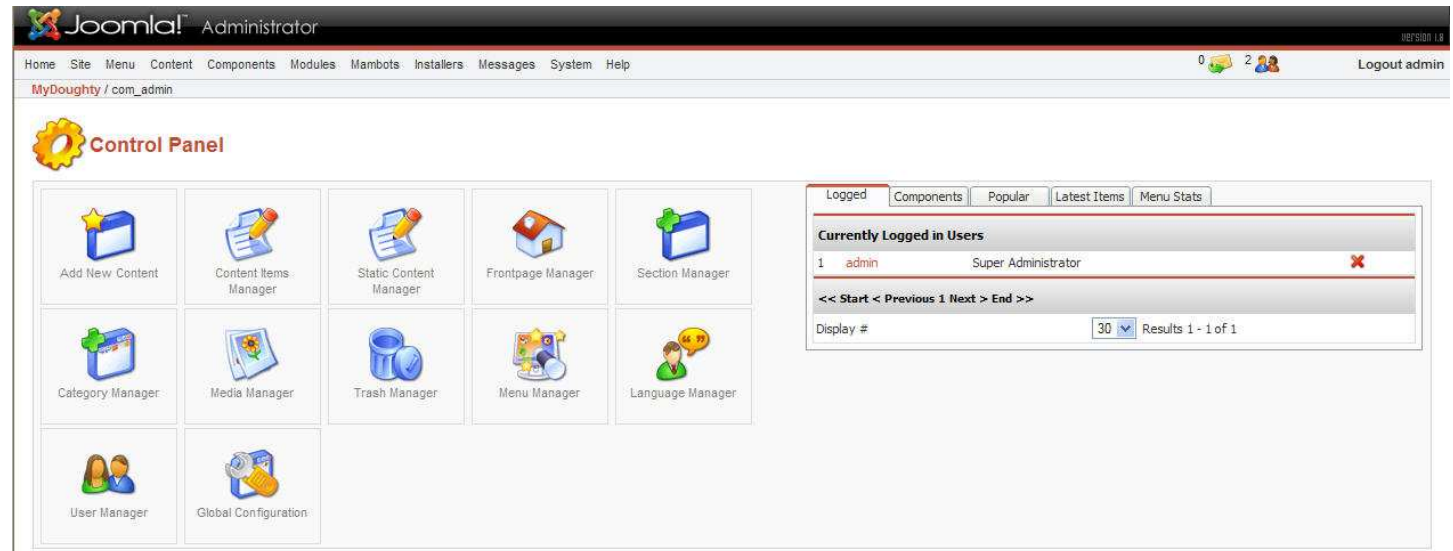 Joomla! Administrator
Version 1.0
Home Site Menu Content Components Modules Mambots Installers Messages System Help 0 2 Logout admin
MyDoughty / com_admin
Control Panel
Add New Content
Content Items Manager
Static Content Manager
Frontpage Manager
Section Manager
Category Manager
Media Manager
Trash Manager
Menu Manager
Language Manager
User Manager
Global Configuration
Logged Components Popular Latest Items Menu Stats
Currently Logged in Users
1 admin Super Administrator
<< Start < Previous 1 Next > End >>
Display # 30 Results 1 - 1 of 1